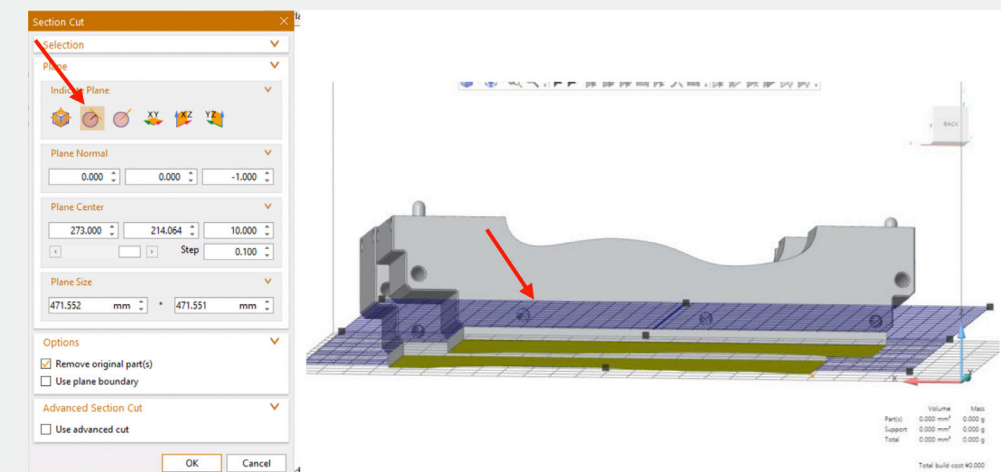 Section Cut
Selection
Plane
Indicate Plane
XY XZ YZ
Plane Normal
0.000 0.000 -1.000
Plane Center
273.000 214.064 10.000
Step 0.100
Plane Size
471.552 mm * 471.551 mm
Options
Remove original part(s)
Use plane boundary
Advanced Section Cut
Use advanced cut
OK Cancel
BACK
Z
X Y
Volume Mass
Part(s) 0.000 mm³ 0.000 g
Support 0.000 mm³ 0.000 g
Total 0.000 mm³ 0.000 g
Total build cost ¥0.000